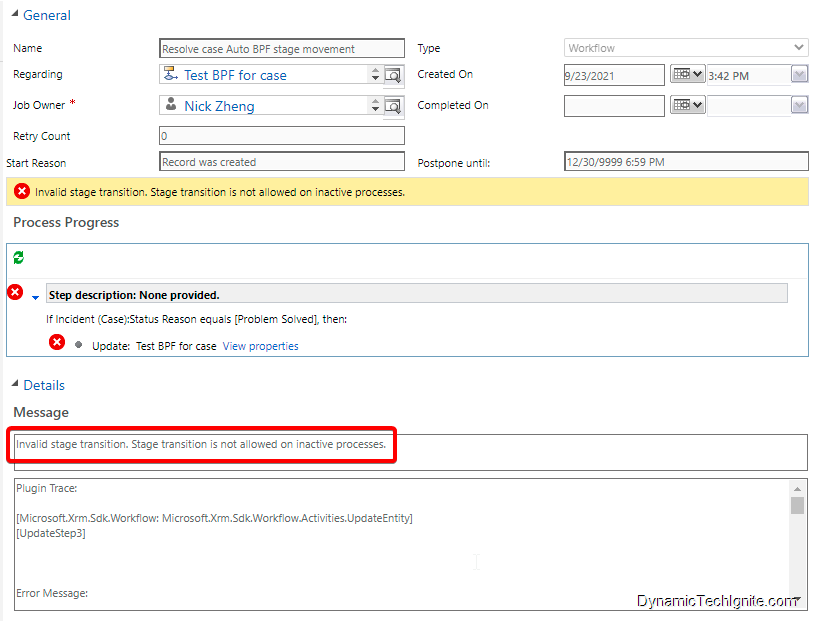 General
Name Resolve case Auto BPF stage movement Type Workflow
Regarding Test BPF for case Created On 9/23/2021 3:42 PM
Job Owner * Nick Zheng Completed On
Retry Count 0
Start Reason Record was created Postpone until: 12/30/9999 6:59 PM
Invalid stage transition. Stage transition is not allowed on inactive processes.
Process Progress
Step description: None provided.
If Incident (Case):Status Reason equals [Problem Solved], then:
Update: Test BPF for case View properties
Details
Message
Invalid stage transition. Stage transition is not allowed on inactive processes.
Plugin Trace:
[Microsoft.Xrm.Sdk.Workflow: Microsoft.Xrm.Sdk.Workflow.Activities.UpdateEntity]
[UpdateStep3]
Error Message:
DynamicTechIgnite.com